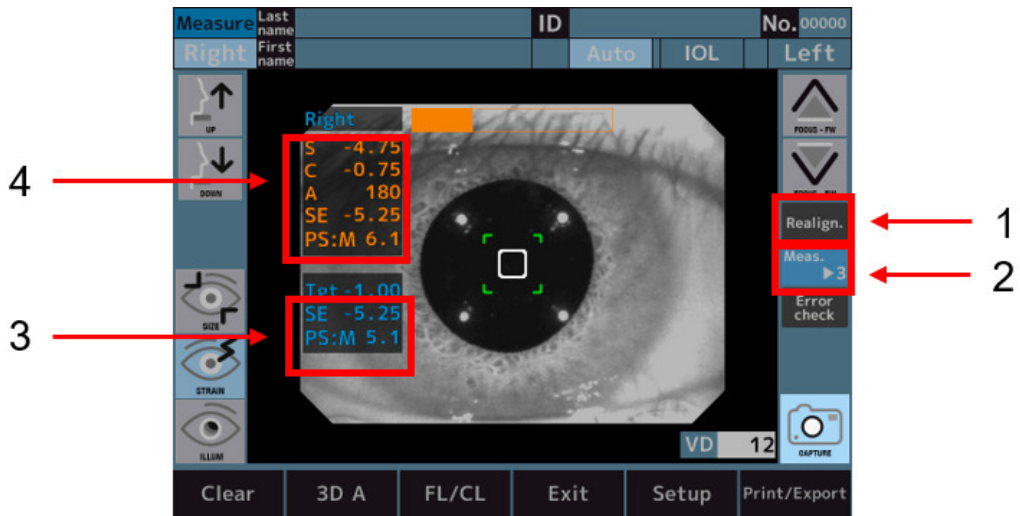 Measure Last name ID No. 00000
Right First name Auto IOL Left
UP
DOWN
SIZE
STRAIN
ILLUM
Right
S -4.75
C -0.75
A 180
SE -5.25
PS:M 6.1
Tgt -1.00
SE -5.25
PS:M 5.1
FOCUS - FW
FOCUS - FW
Realign.
Meas.
▶3
Error
check
CAPTURE
VD 12
Clear 3D A FL/CL Exit Setup Print/Export
4
3
1
2